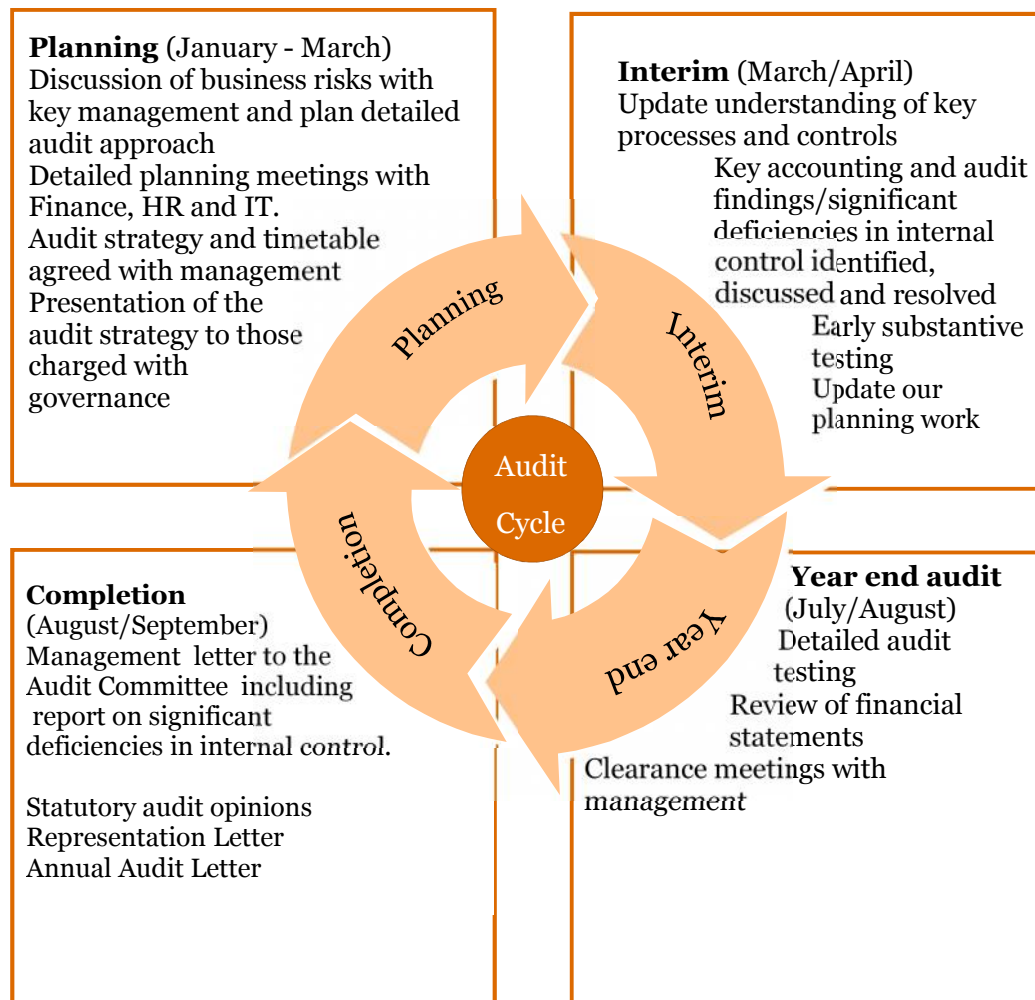 Planning (January - March)
Discussion of business risks with
key management and plan detailed
audit approach
Detailed planning meetings with
Finance, HR and IT.
Audit strategy and timetable
agreed with management
Presentation of the
audit strategy to those
charged with
governance
Interim (March/April)
Update understanding of key
processes and controls
Key accounting and audit
findings/significant
deficiencies in internal
control identified,
discussed and resolved
Early substantive
testing
Update our
planning work
Planning
Interim
Audit
Cycle
Completion
Year end
Completion
(August/September)
Management letter to the
Audit Committee including
report on significant
deficiencies in internal control.
Statutory audit opinions
Representation Letter
Annual Audit Letter
Year end audit
(July/August)
Detailed audit
testing
Review of financial
statements
Clearance meetings with
management